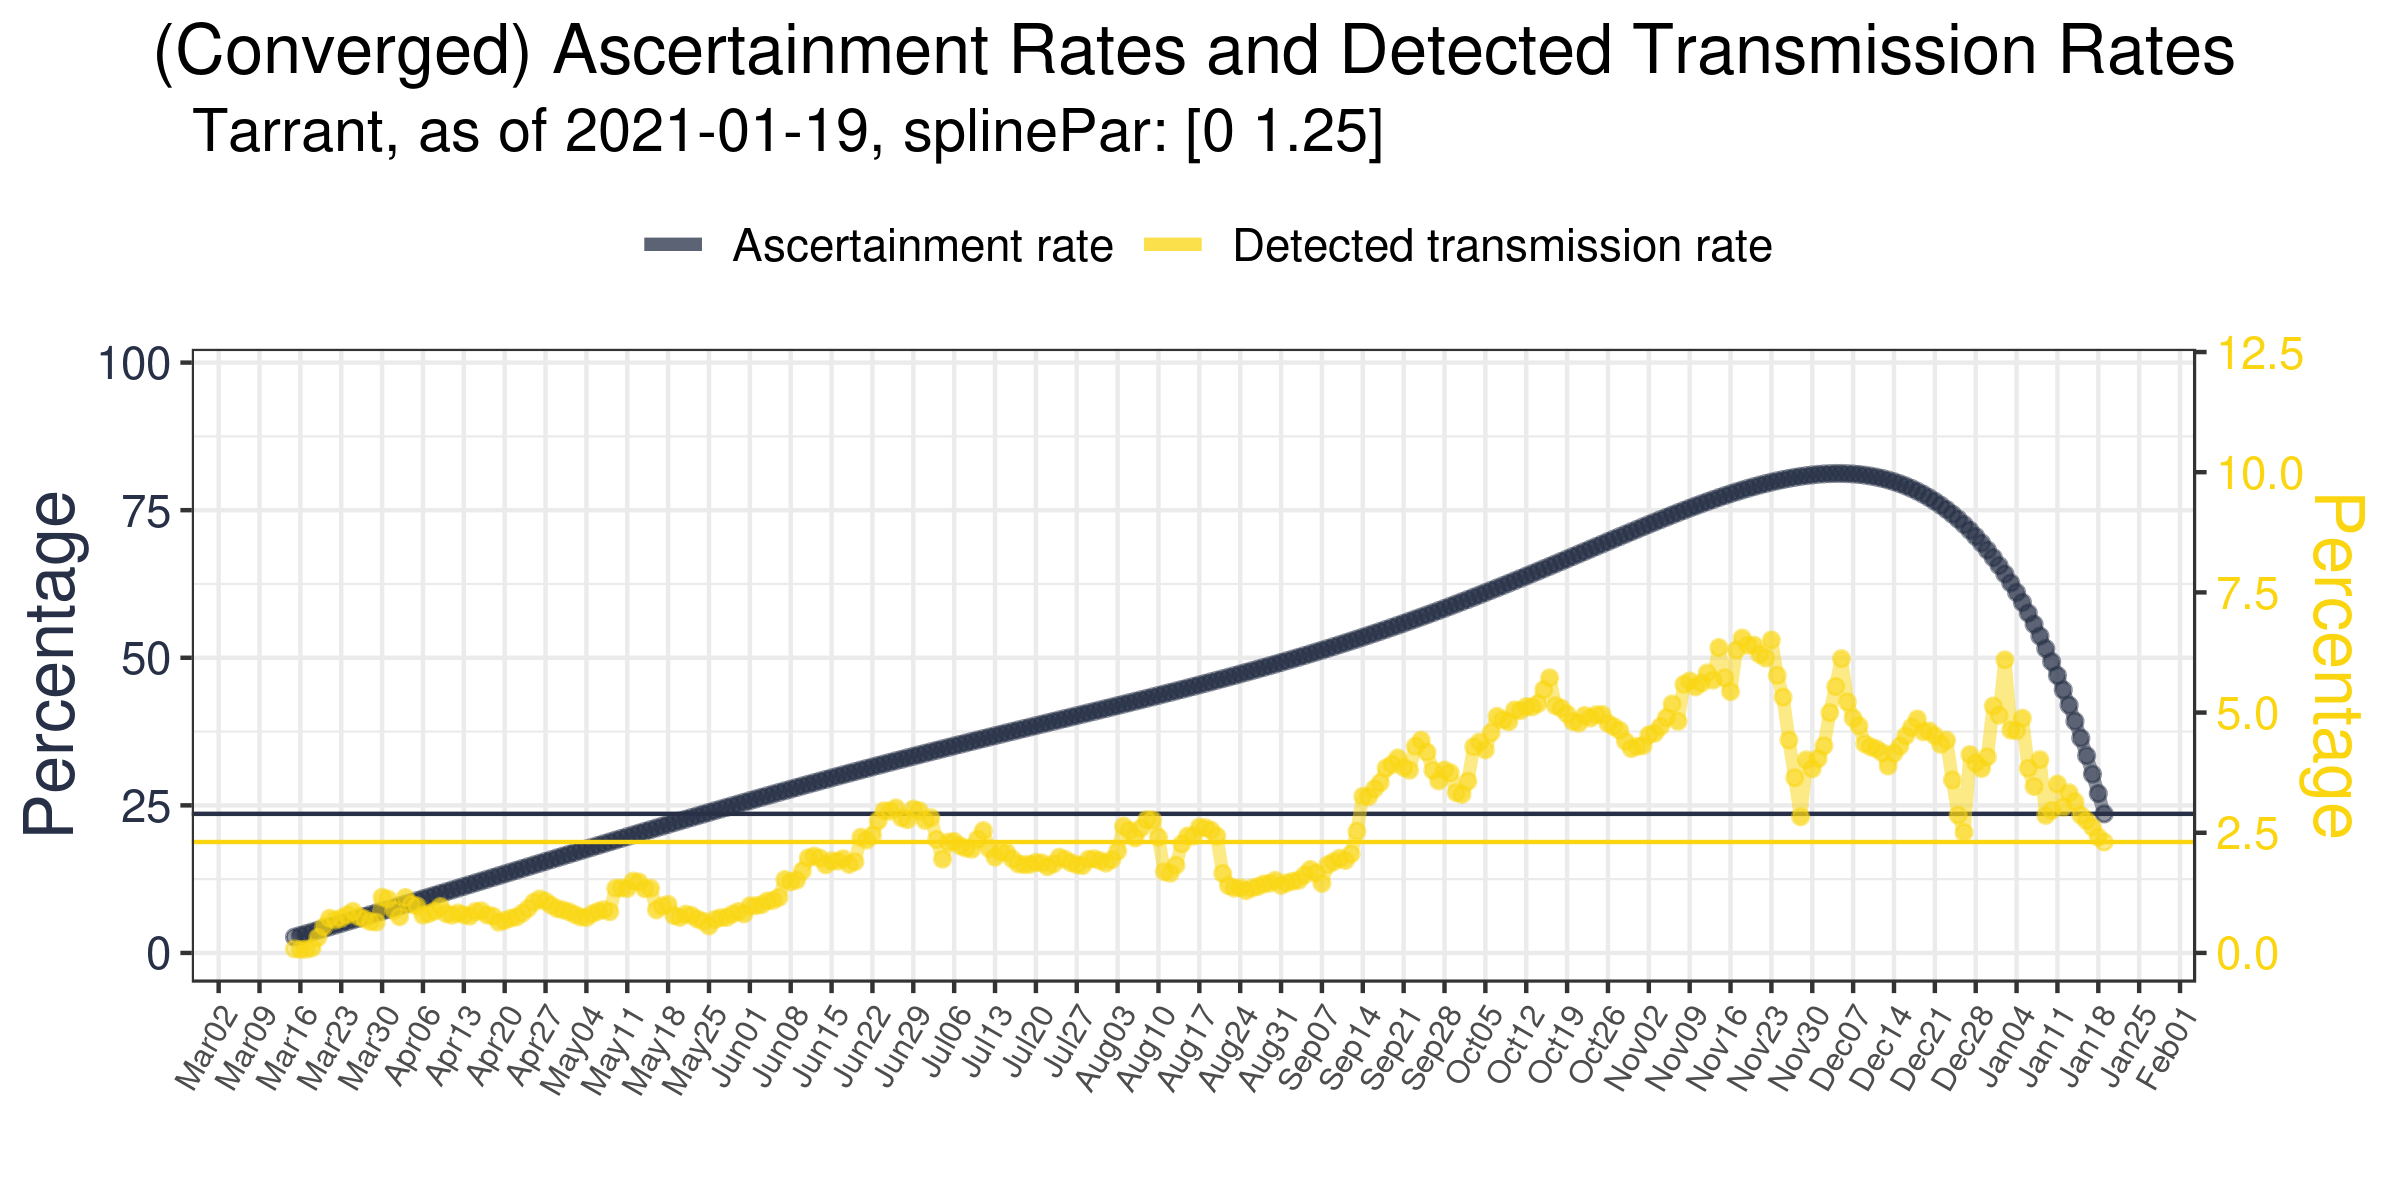 (Converged) Ascertainment Rates and Detected Transmission Rates
Tarrant, as of 2021-01-19, splinePar: [0 1.25]
Ascertainment rate
Detected transmission rate
Percentage
100
75
50
25
0
12.5
10.0
7.5
5.0
2.5
0.0
Percentage
Mar02
Mar09
Mar16
Mar23
Mar30
Apr06
Apr13
Apr20
Apr27
May04
May11
May18
May25
Jun01
Jun08
Jun15
Jun22
Jun29
Jul06
Jul13
Jul20
Jul27
Aug03
Aug10
Aug17
Aug24
Aug31
Sep07
Sep14
Sep21
Sep28
Oct05
Oct12
Oct19
Oct26
Nov02
Nov09
Nov16
Nov23
Nov30
Dec07
Dec14
Dec21
Dec28
Jan04
Jan11
Jan18
Jan25
Feb01